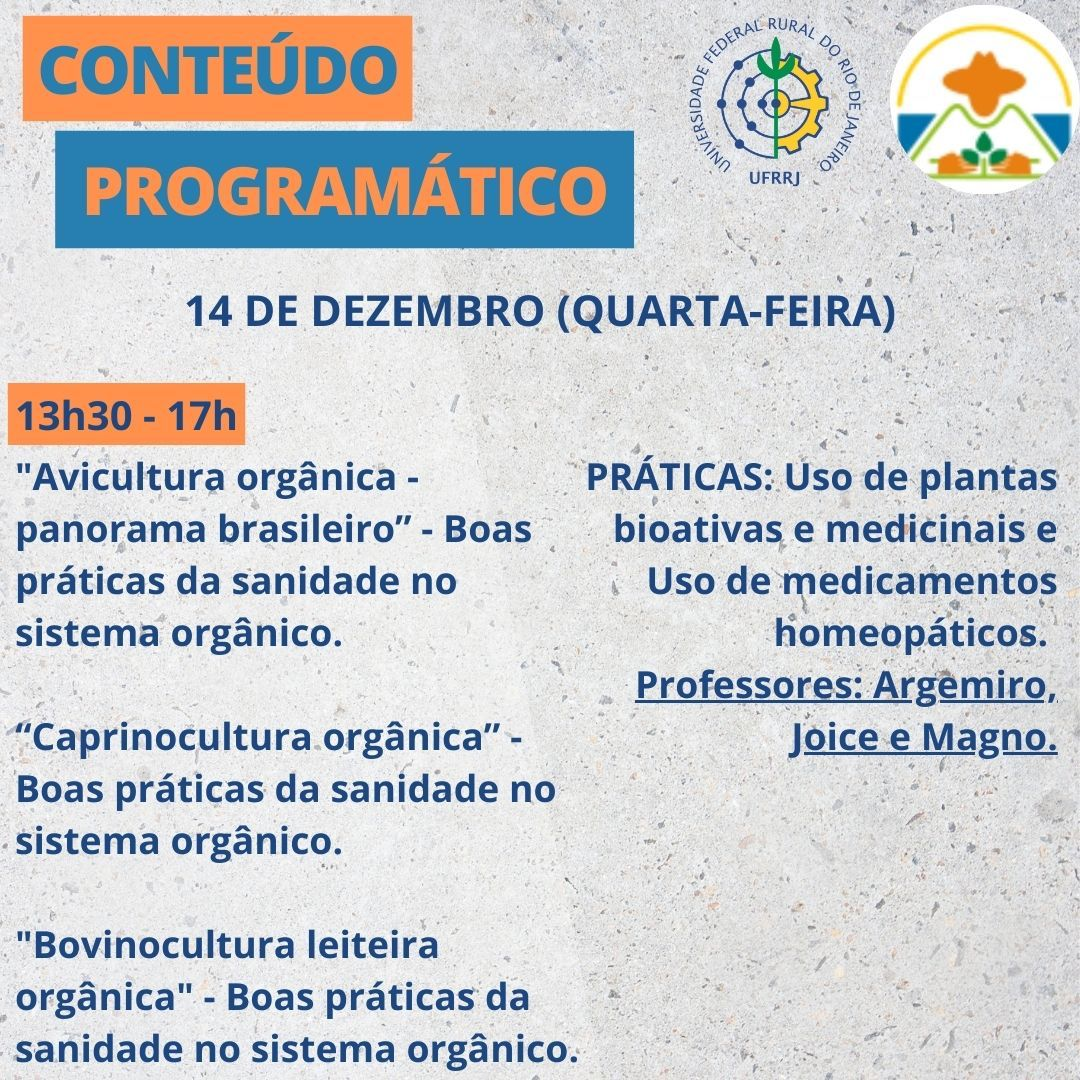 CONTEÚDO
PROGRAMÁTICO
UNIVERSIDADE FEDERAL RURAL DO RIO DE JANEIRO
UFRRJ
14 DE DEZEMBRO (QUARTA-FEIRA)
13h30 - 17h
"Avicultura orgânica -
panorama brasileiro” - Boas
práticas da sanidade no
sistema orgânico.
“Caprinocultura orgânica” -
Boas práticas da sanidade no
sistema orgânico.
"Bovinocultura leiteira
orgânica" - Boas práticas da
sanidade no sistema orgânico.
PRÁTICAS: Uso de plantas
bioativas e medicinais e
Uso de medicamentos
homeopáticos.
Professores: Argemiro,
Joice e Magno.